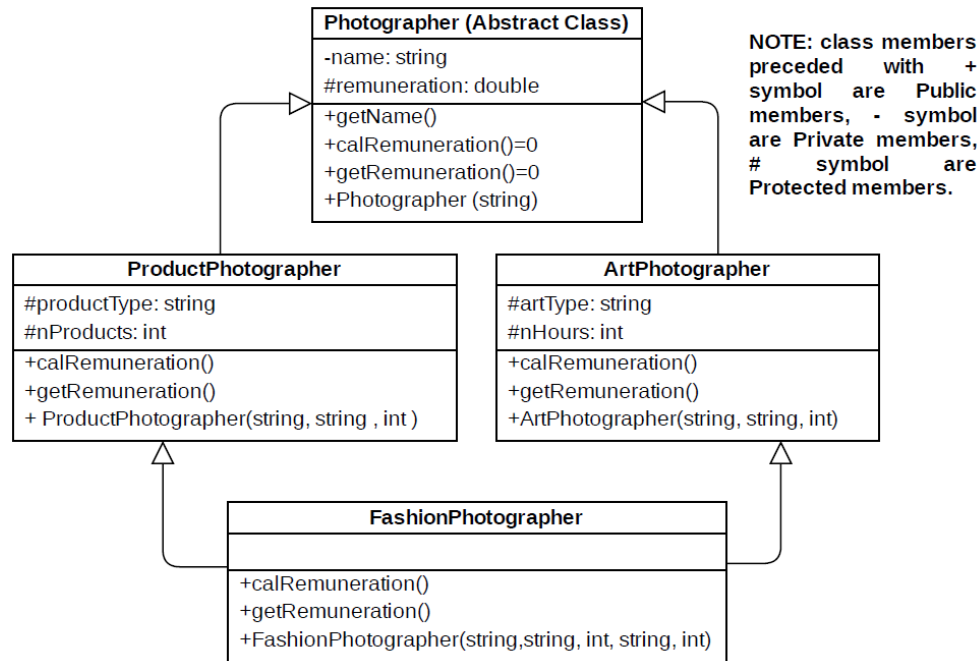 Photographer (Abstract Class)
-name: string
#remuneration: double
+getName()
+calRemuneration()=0
+getRemuneration()=0
+Photographer (string)
NOTE: class members
preceded with +
symbol are Public
members, - symbol
are Private members,
# symbol are
Protected members.
ProductPhotographer
#productType: string
#nProducts: int
+calRemuneration()
+getRemuneration()
+ ProductPhotographer(string, string , int )
ArtPhotographer
#artType: string
#nHours: int
+calRemuneration()
+getRemuneration()
+ArtPhotographer(string, string, int)
FashionPhotographer
+calRemuneration()
+getRemuneration()
+FashionPhotographer(string,string, int, string, int)